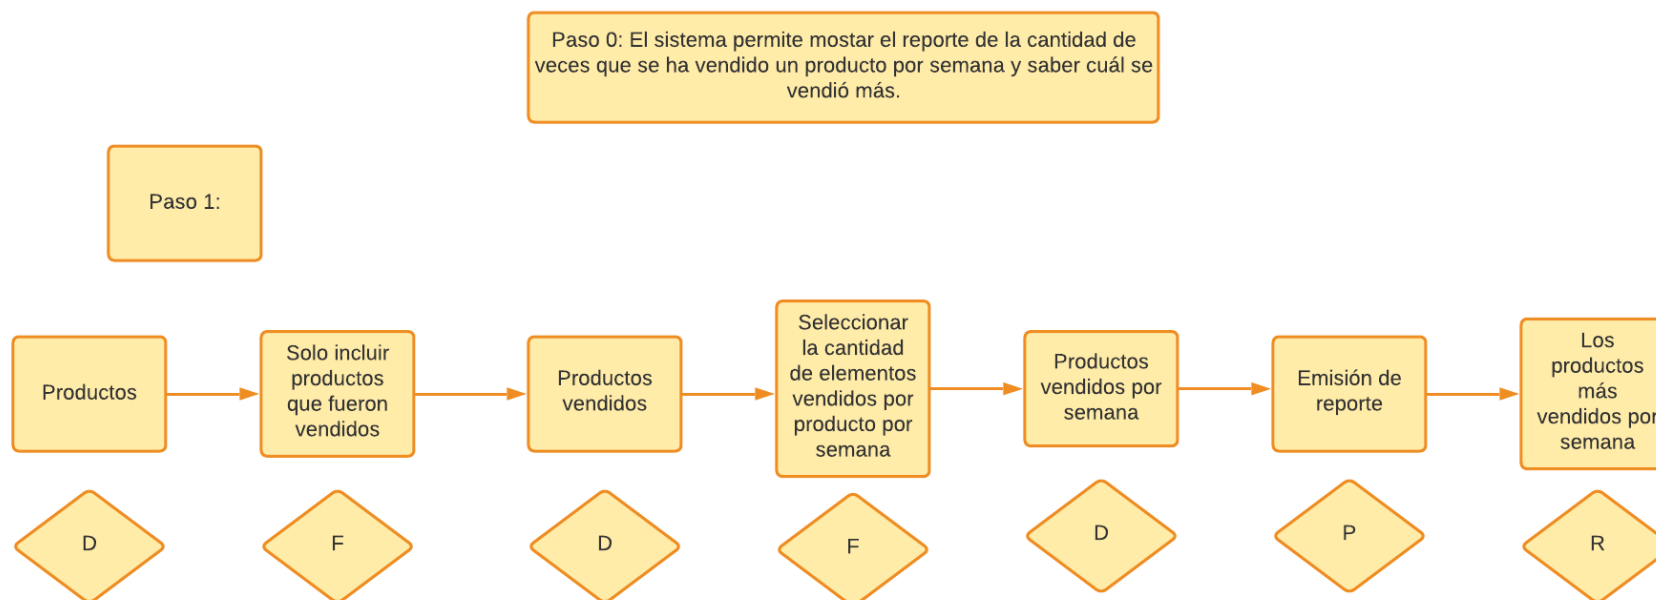 Paso 0: El sistema permite mostar el reporte de la cantidad de
veces que se ha vendido un producto por semana y saber cuál se
vendió más.
Paso 1:
Productos
Solo incluir
productos
que fueron
vendidos
Productos
vendidos
Seleccionar
la cantidad
de elementos
vendidos por
producto por
semana
Productos
vendidos por
semana
Emisión de
reporte
Los
productos
más
vendidos por
semana
D
F
D
F
D
P
R